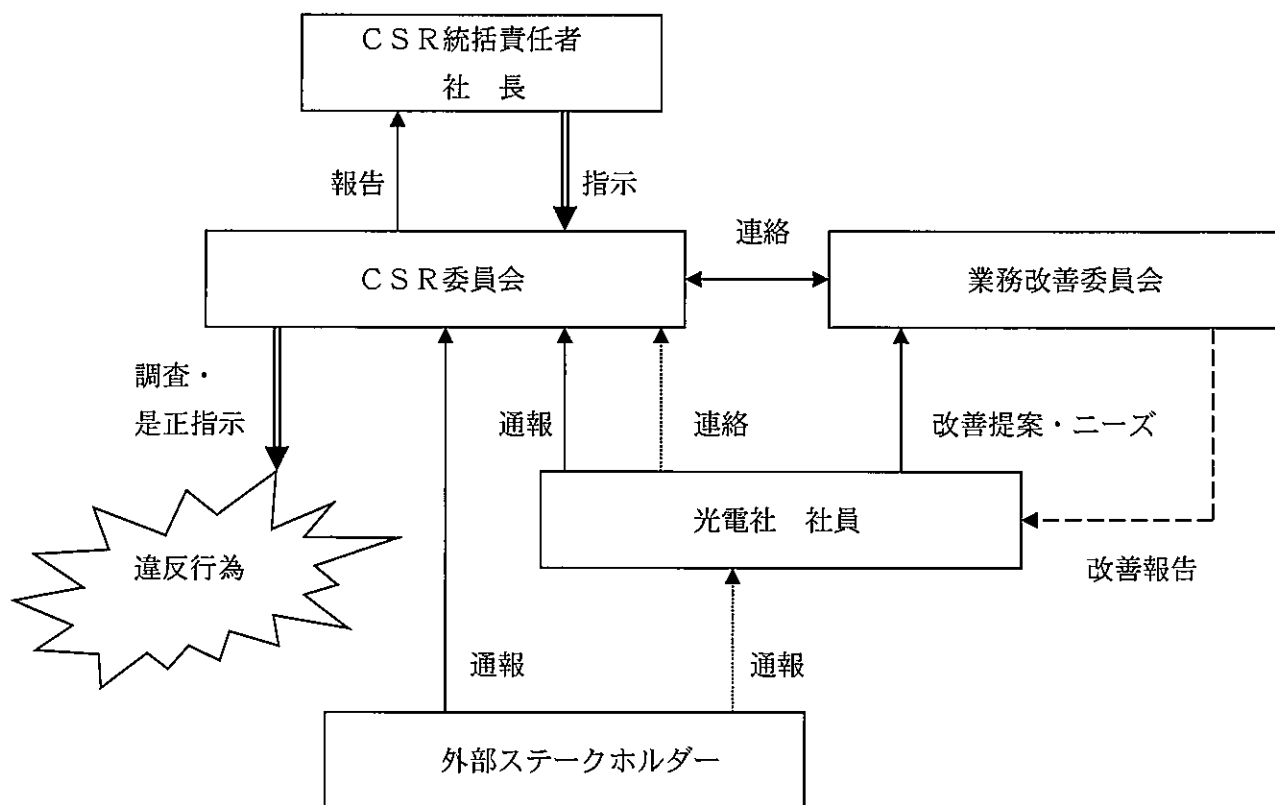 ＣＳＲ統括責任者
社　長
報告
指示
連絡
ＣＳＲ委員会
業務改善委員会
調査・
是正指示
通報
連絡
改善提案・ニーズ
光電社　社員
違反行為
改善報告
通報
通報
外部ステークホルダー